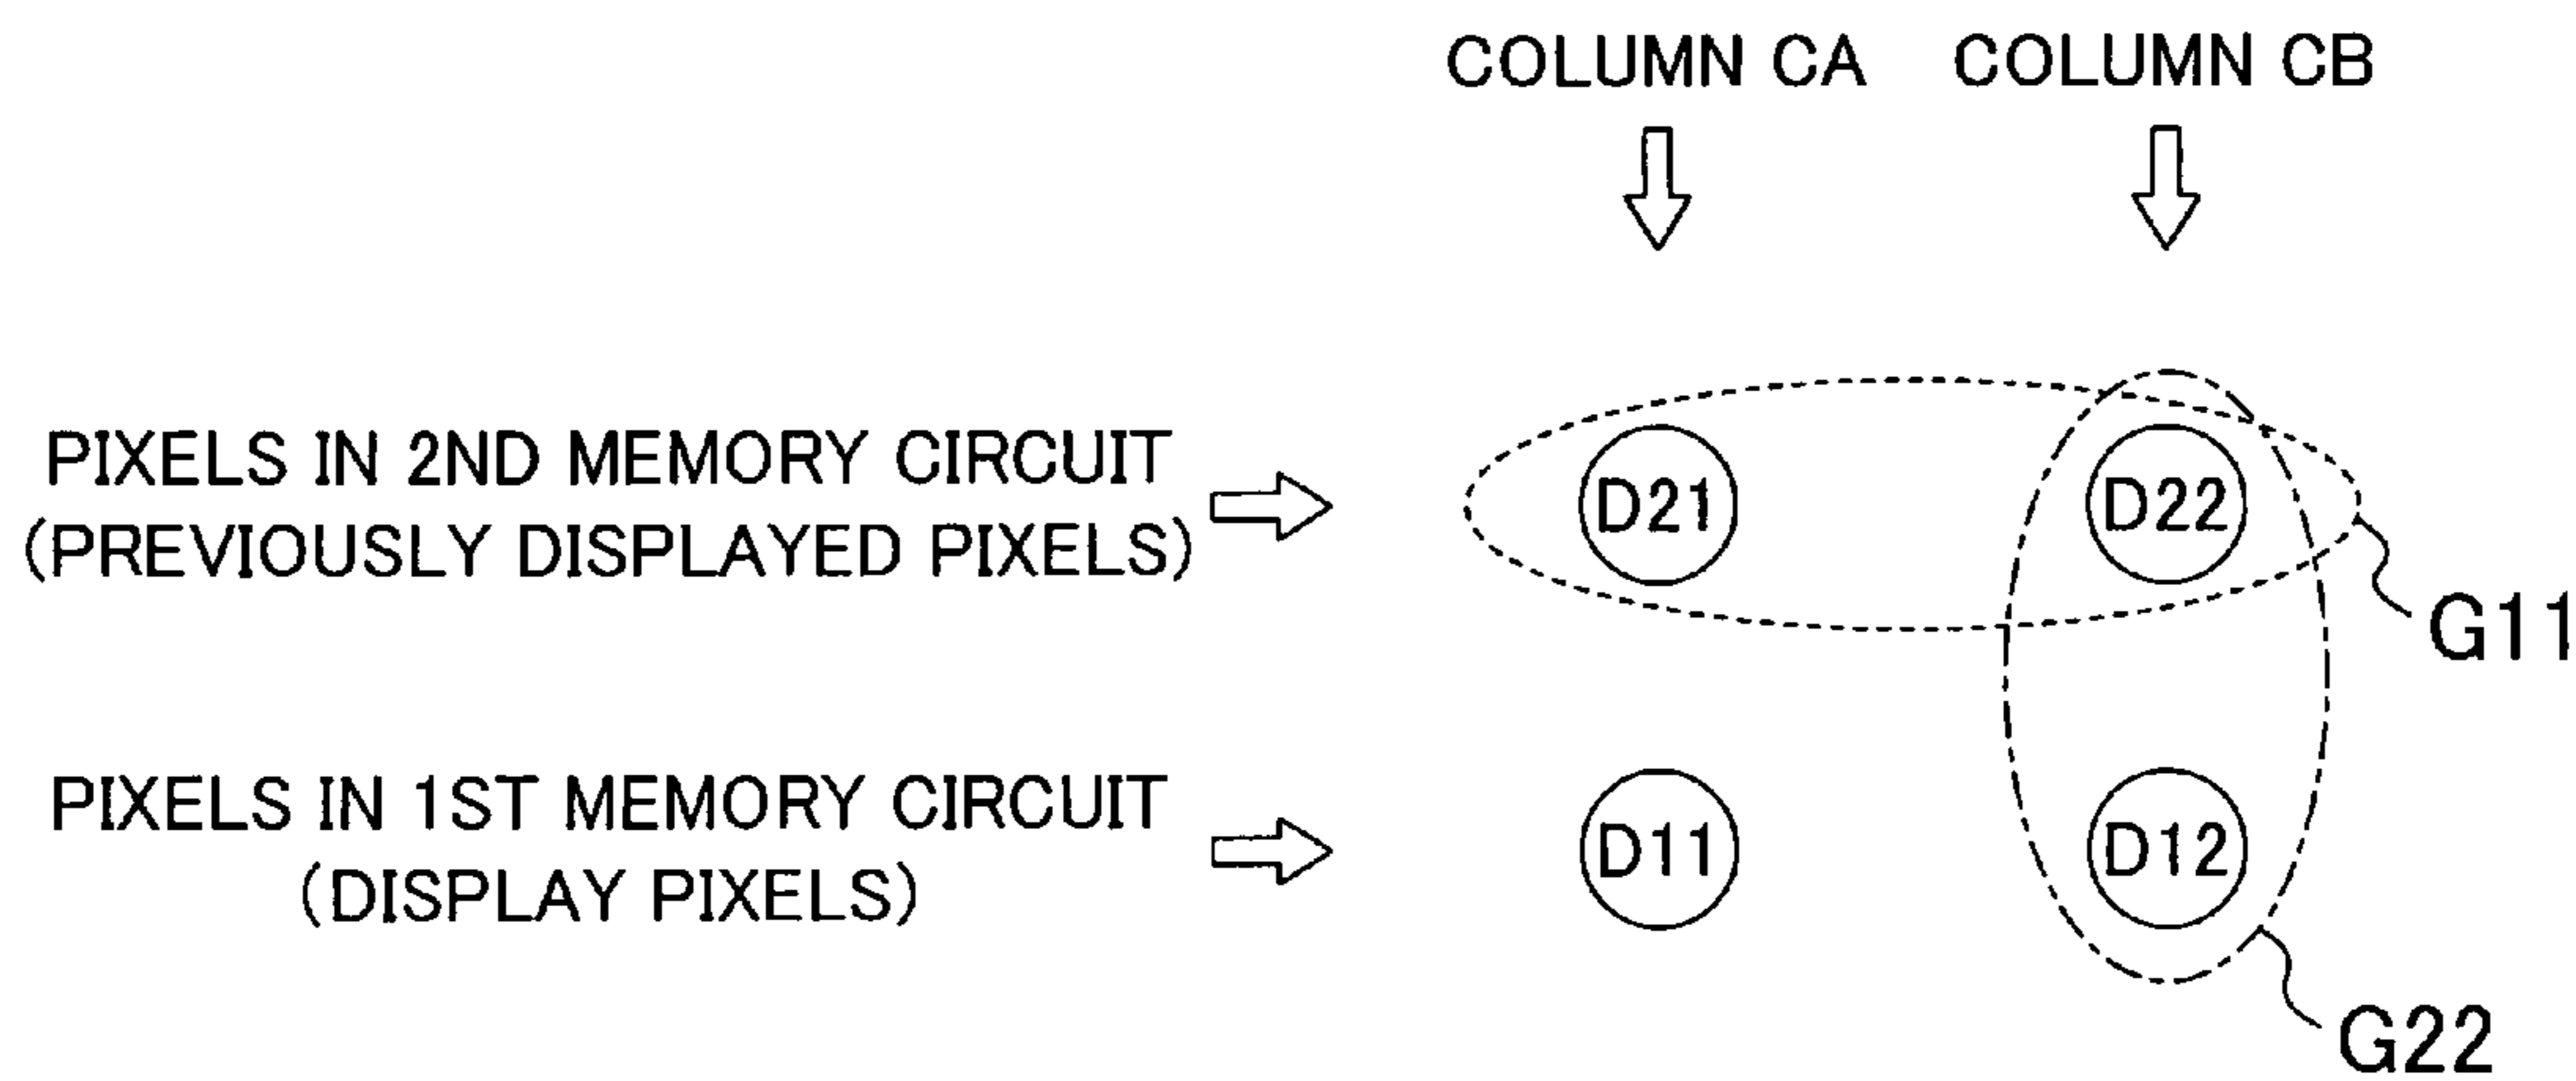 COLUMN CA COLUMN CB
PIXELS IN 2ND MEMORY CIRCUIT
(PREVIOUSLY DISPLAYED PIXELS)
D21 D22
G11
PIXELS IN 1ST MEMORY CIRCUIT
(DISPLAY PIXELS)
D11 D12
G22